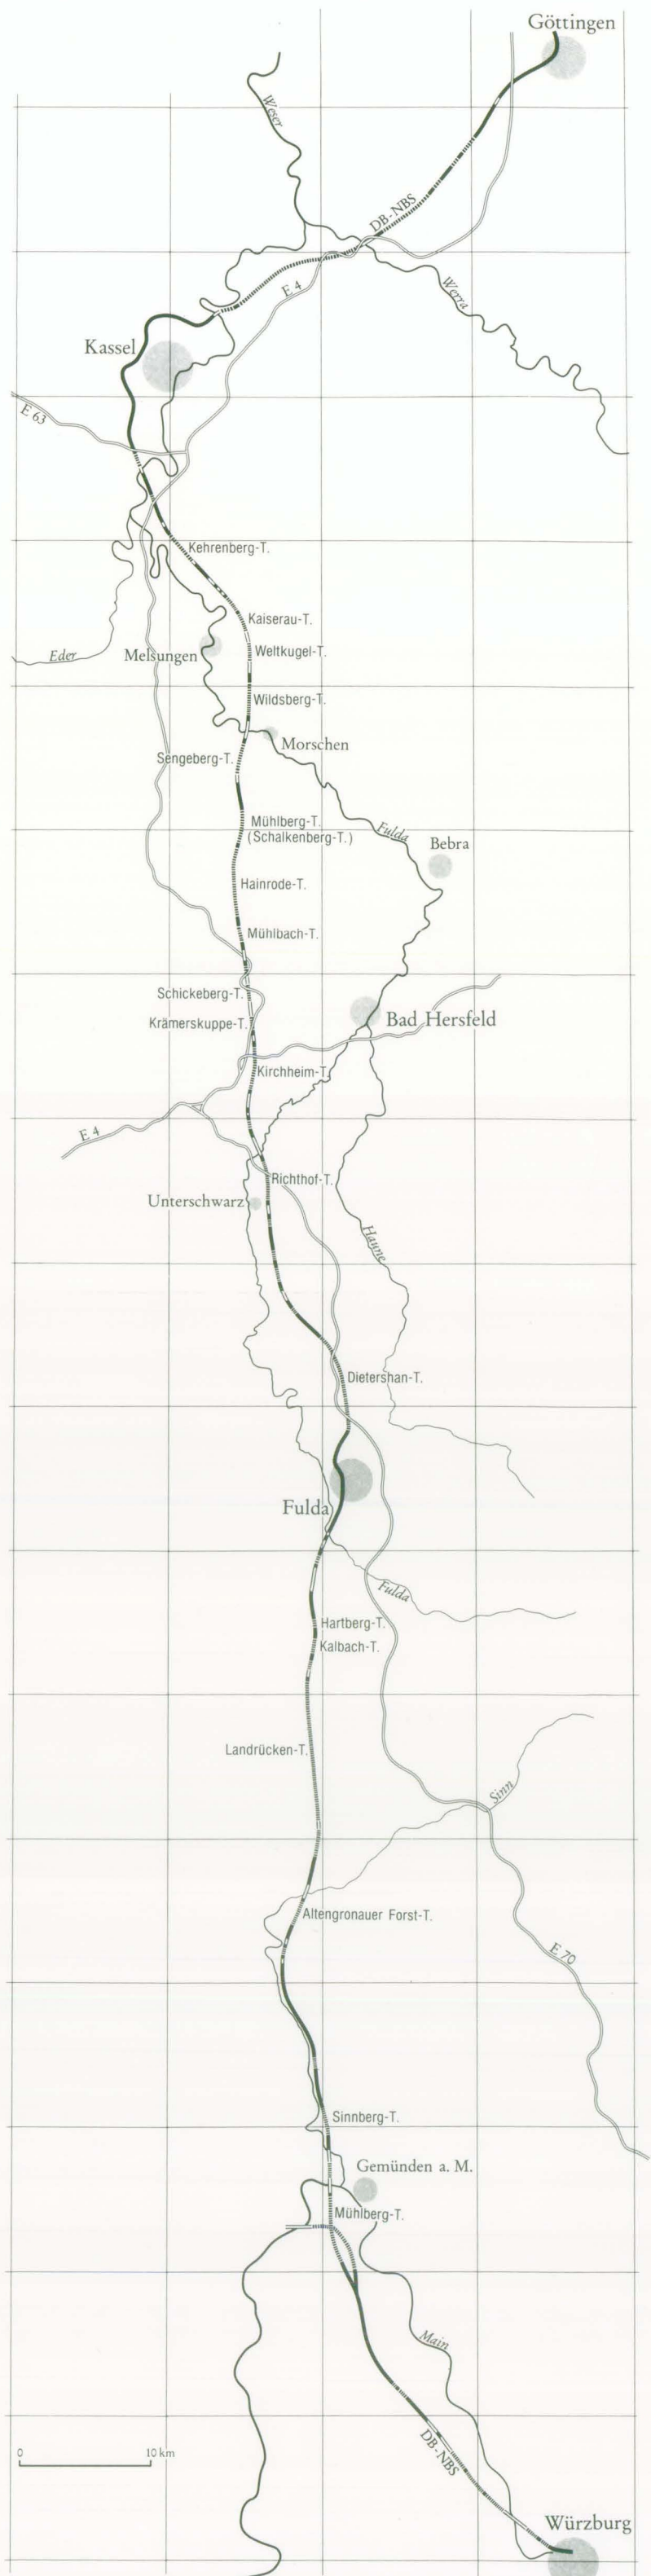 Göttingen
Weser
DB-NBS
Werra
E 4
Kassel
E 63
Kehrenberg-T.
Kaiserau-T.
Eder
Melsungen
Weltkugel-T.
Wildsberg-T.
Morschen
Sengeberg-T.
Mühlberg-T.
(Schalkenberg-T.)
Fulda
Bebra
Hainrode-T.
Mühlbach-T.
Schickeberg-T.
Bad Hersfeld
Krämerskuppe-T.
Kirchheim-T.
E 4
Richthof-T.
Unterschwarz
Haune
Dietershan-T.
Fulda
Fulda
Hartberg-T.
Kalbach-T.
Landrücken-T.
Sinn
Altengronauer Forst-T.
E 70
Sinnberg-T.
Gemünden a. M.
Mühlberg-T.
Main
DB-NBS
0 10 km
Würzburg